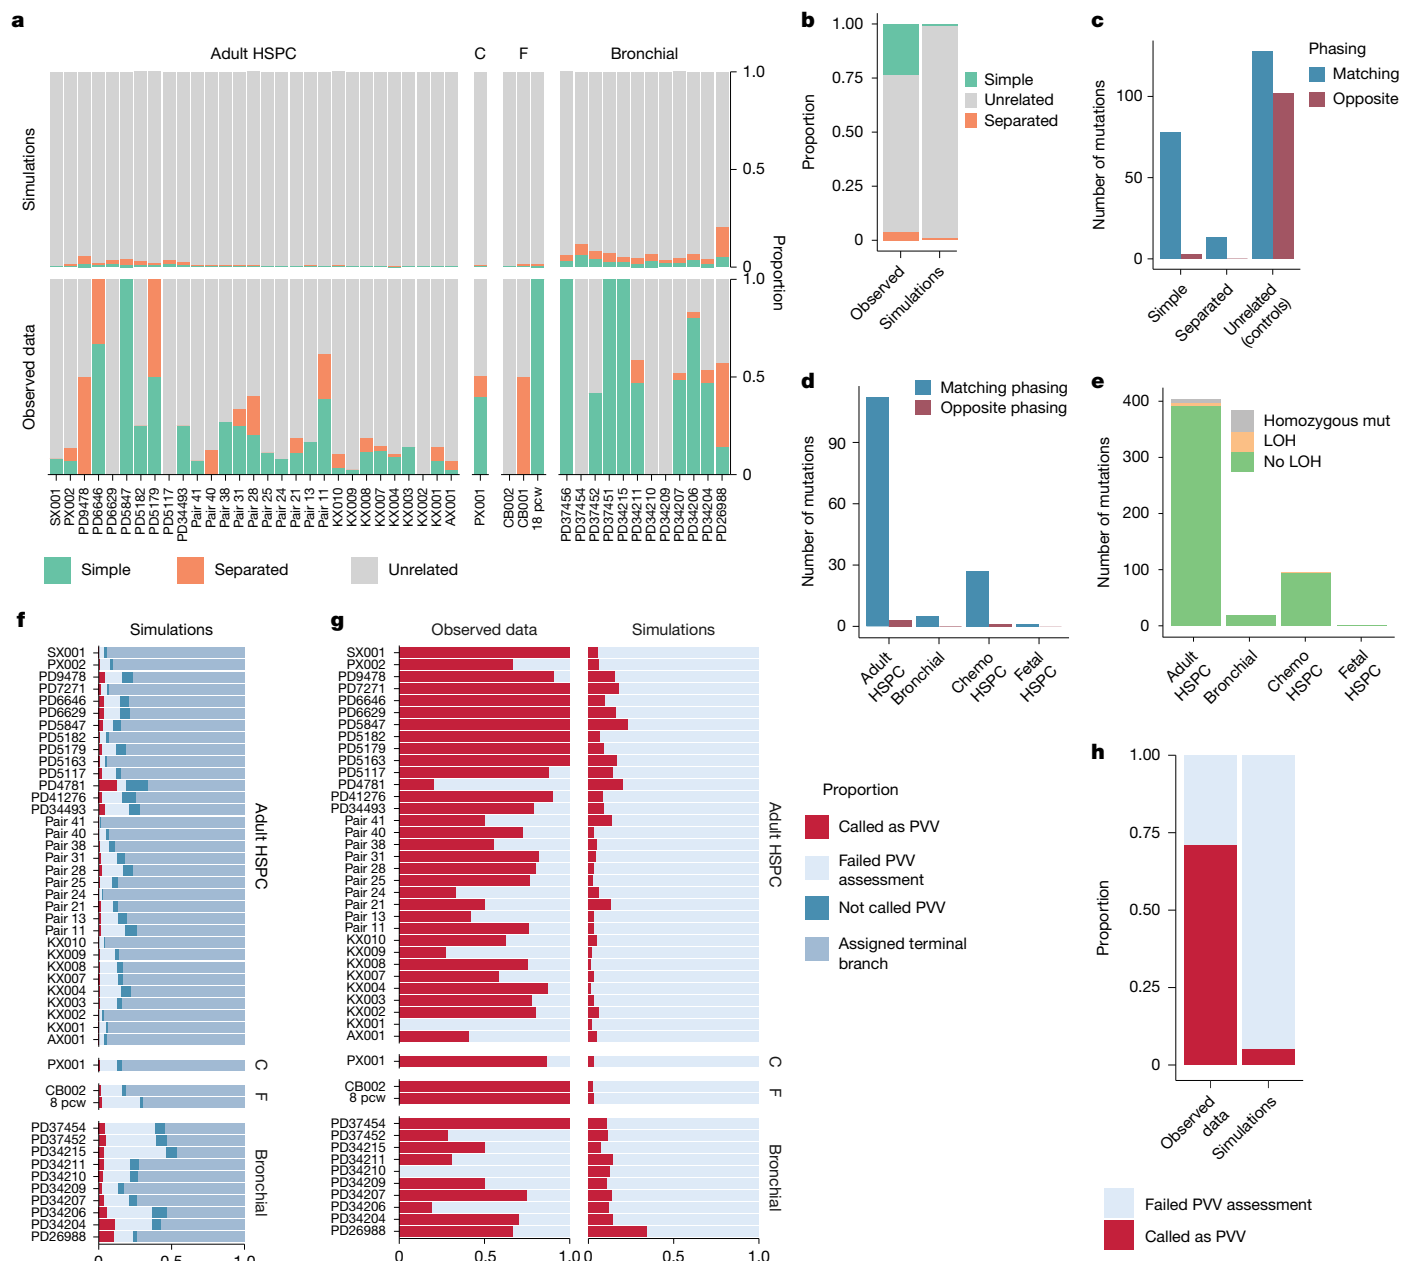 a
Adult HSPC
C
F
Bronchial
Simulations
1.0
0.5
0
Proportion
Observed data
1.0
0.5
0
SX001
PX002
PD9478
PD6646
PD6629
PD5847
PD5182
PD5179
PD5117
PD34493
Pair 41
Pair 40
Pair 38
Pair 31
Pair 28
Pair 25
Pair 24
Pair 21
Pair 13
Pair 11
KX010
KX009
KX008
KX007
KX004
KX003
KX002
KX001
AX001
PX001
CB002
CB001
18 pcw
PD37456
PD37454
PD37452
PD37451
PD34215
PD34211
PD34210
PD34209
PD34207
PD34206
PD34204
PD26988
Simple
Separated
Unrelated
b
Proportion
1.00
0.75
0.50
0.25
0
Observed
Simulations
Simple
Unrelated
Separated
c
Number of mutations
100
50
0
Simple
Separated
Unrelated
(controls)
Phasing
Matching
Opposite
d
Number of mutations
90
60
30
0
Adult
HSPC
Bronchial
Chemo
HSPC
Fetal
HSPC
Matching phasing
Opposite phasing
e
Number of mutations
400
300
200
100
0
Adult
HSPC
Bronchial
Chemo
HSPC
Fetal
HSPC
Homozygous mut
LOH
No LOH
f
Simulations
SX001
PX002
PD9478
PD7271
PD6646
PD6629
PD5847
PD5182
PD5179
PD5163
PD5117
PD4781
PD41276
PD34493
Pair 41
Pair 40
Pair 38
Pair 31
Pair 28
Pair 25
Pair 24
Pair 21
Pair 13
Pair 11
KX010
KX009
KX008
KX007
KX004
KX003
KX002
KX001
AX001
Adult HSPC
PX001
C
CB002
8 pcw
F
PD37454
PD37452
PD34215
PD34211
PD34210
PD34209
PD34207
PD34206
PD34204
PD26988
Bronchial
0
0.5
1.0
g
Observed data
Simulations
SX001
PX002
PD9478
PD7271
PD6646
PD6629
PD5847
PD5182
PD5179
PD5163
PD5117
PD4781
PD41276
PD34493
Pair 41
Pair 40
Pair 38
Pair 31
Pair 28
Pair 25
Pair 24
Pair 21
Pair 13
Pair 11
KX010
KX009
KX008
KX007
KX004
KX003
KX002
KX001
AX001
Adult HSPC
PX001
C
CB002
8 pcw
F
PD37454
PD37452
PD34215
PD34211
PD34210
PD34209
PD34207
PD34206
PD34204
PD26988
Bronchial
0
0.5
1.0
0
0.5
1.0
Proportion
Called as PVV
Failed PVV
assessment
Not called PVV
Assigned terminal
branch
h
Proportion
1.00
0.75
0.50
0.25
0
Observed
data
Simulations
Failed PVV assessment
Called as PVV